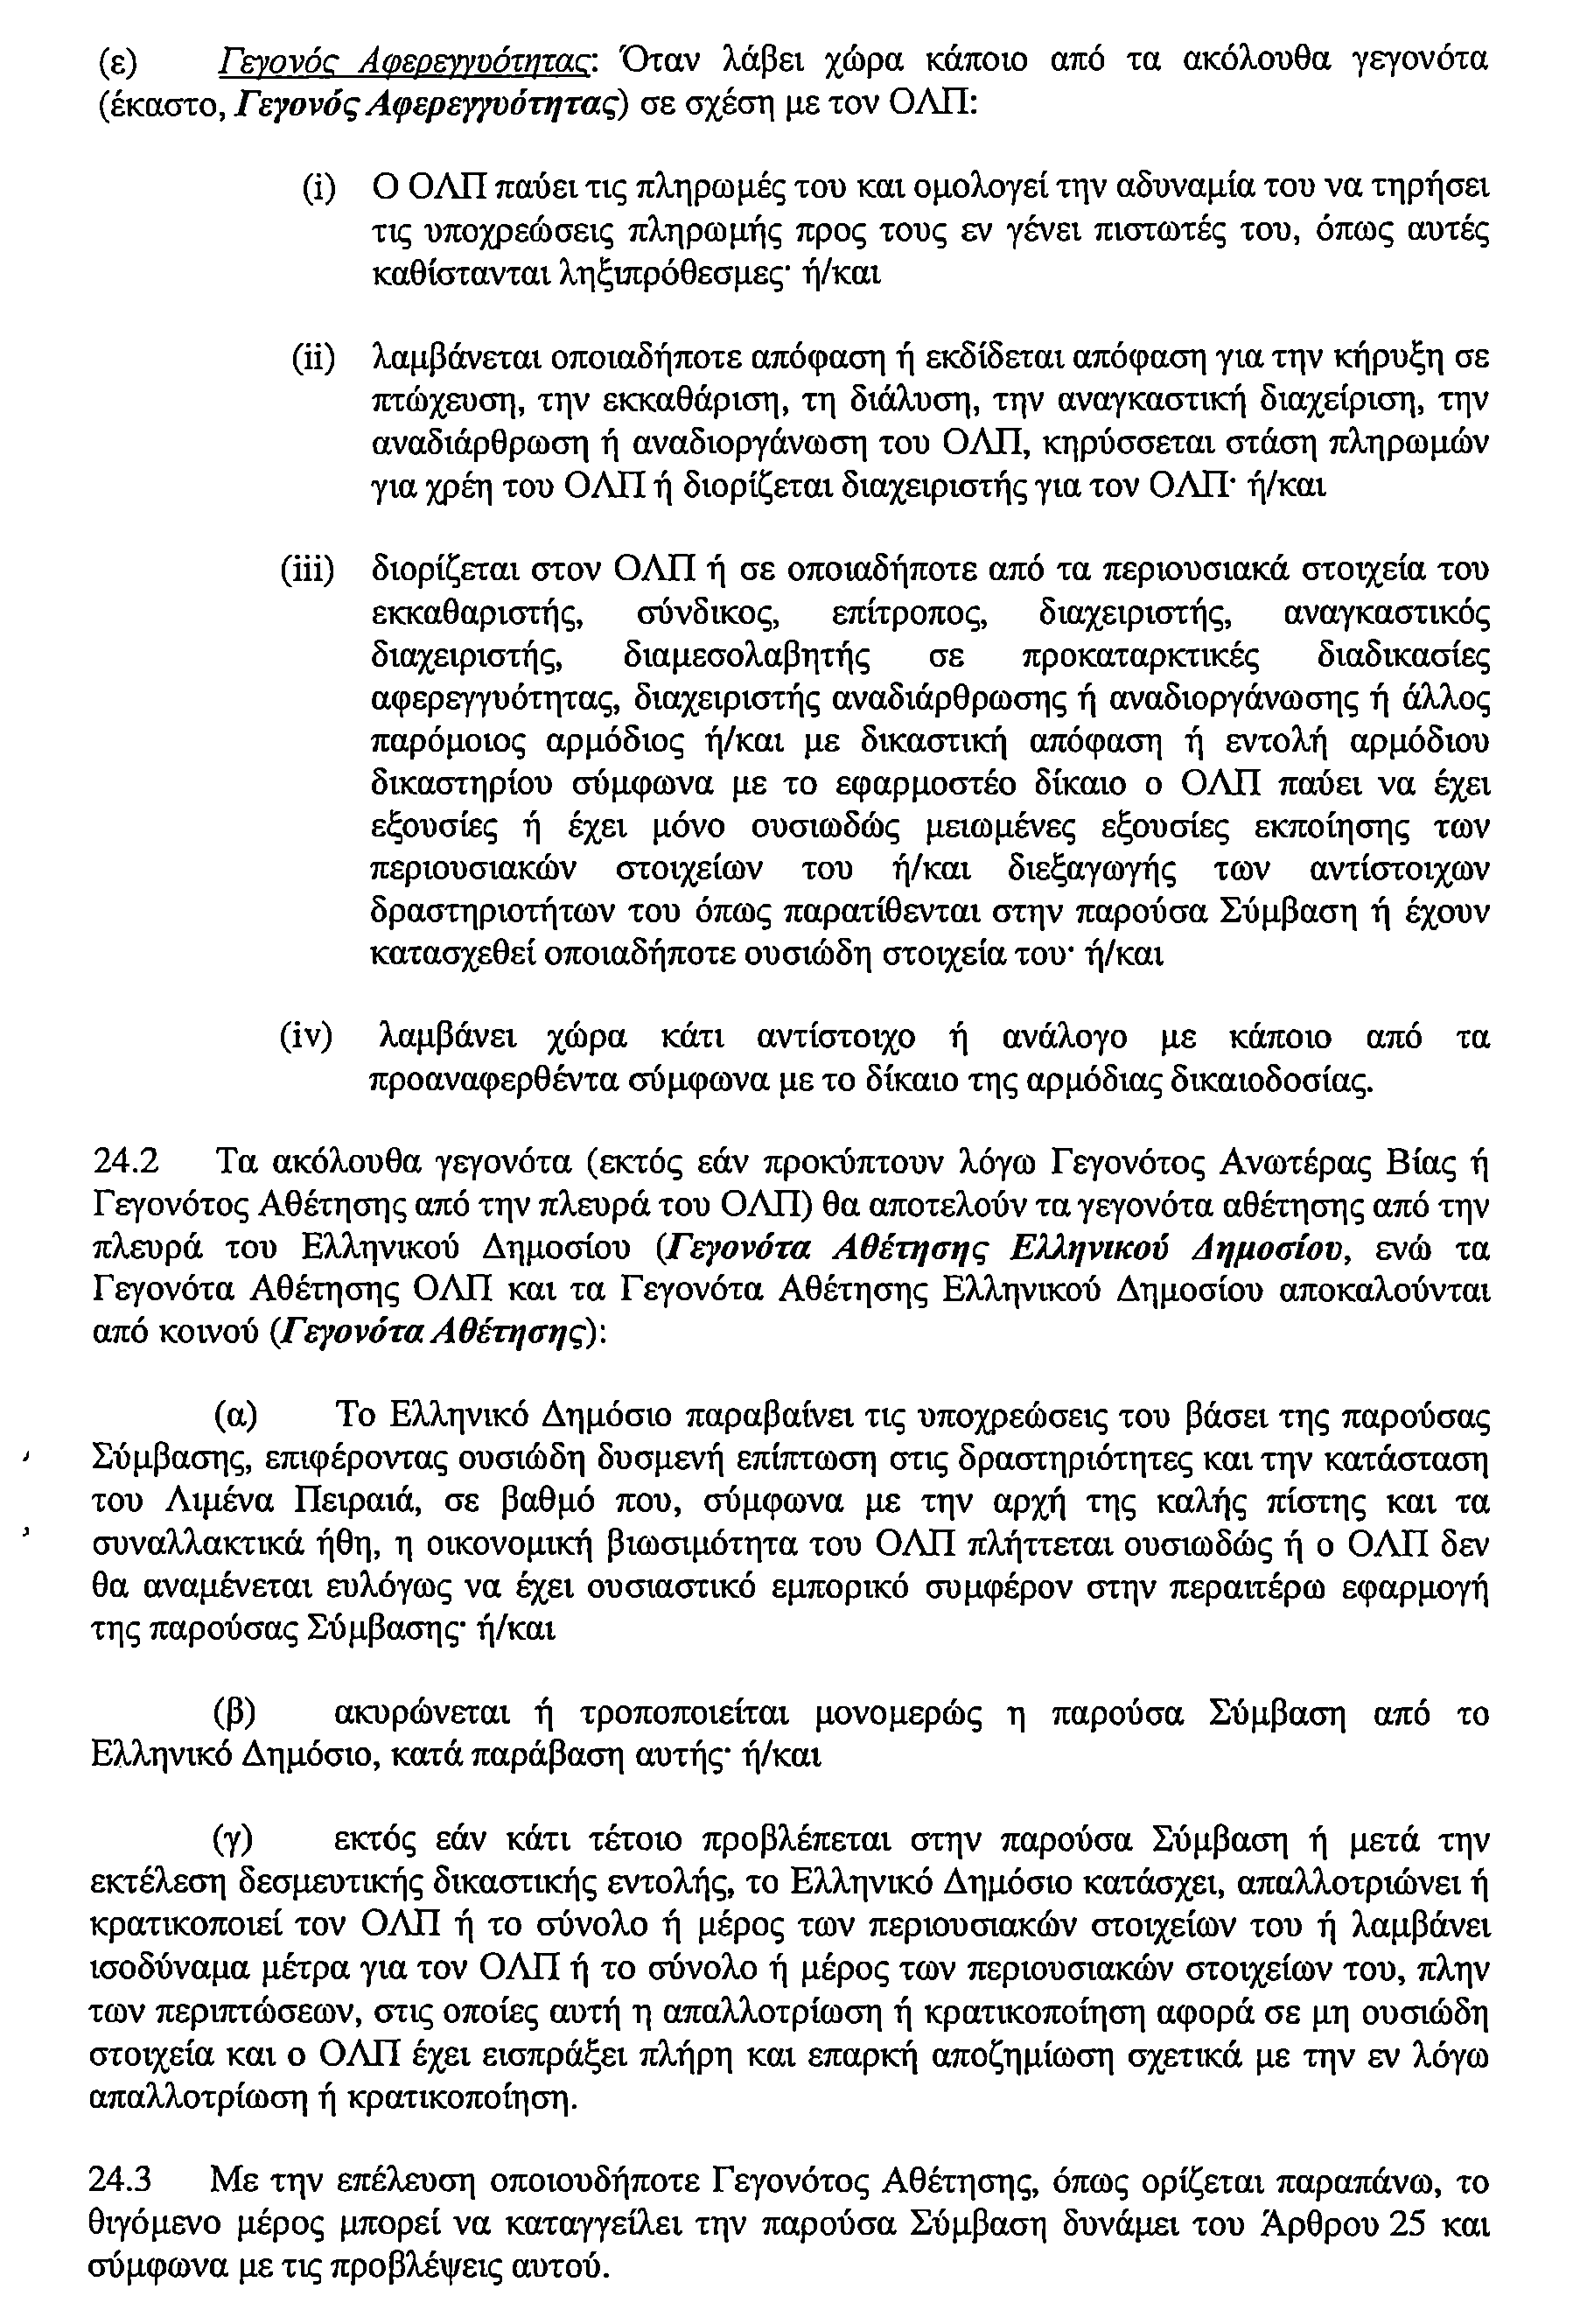 (ε) Γεγονός Αφερεγγυότητας: Όταν λάβει χώρα κάποιο από τα ακόλουθα γεγονότα
(έκαστο, Γεγονός Αφερεγγυότητας) σε σχέση με τον ΟΛΠ:
(i) Ο ΟΛΠ παύει τις πληρωμές του και ομολογεί την αδυναμία του να τηρήσει
τις υποχρεώσεις πληρωμής προς τους εν γένει πιστωτές του, όπως αυτές
καθίστανται ληξιπρόθεσμες· ή/και
(ii) λαμβάνεται οποιαδήποτε απόφαση ή εκδίδεται απόφαση για την κήρυξη σε
πτώχευση, την εκκαθάριση, τη διάλυση, την αναγκαστική διαχείριση, την
αναδιάρθρωση ή αναδιοργάνωση του ΟΛΠ, κηρύσσεται στάση πληρωμών
για χρέη του ΟΛΠ ή διορίζεται διαχειριστής για τον ΟΛΠ· ή/και
(iii) διορίζεται στον ΟΛΠ ή σε οποιαδήποτε από τα περιουσιακά στοιχεία του
εκκαθαριστής, σύνδικος, επίτροπος, διαχειριστής, αναγκαστικός
διαχειριστής, διαμεσολαβητής σε προκαταρκτικές διαδικασίες
αφερεγγυότητας, διαχειριστής αναδιάρθρωσης ή αναδιοργάνωσης ή άλλος
παρόμοιος αρμόδιος ή/και με δικαστική απόφαση ή εντολή αρμόδιου
δικαστηρίου σύμφωνα με το εφαρμοστέο δίκαιο ο ΟΛΠ παύει να έχει
εξουσίες ή έχει μόνο ουσιωδώς μειωμένες εξουσίες εκποίησης των
περιουσιακών στοιχείων του ή/και διεξαγωγής των αντίστοιχων
δραστηριοτήτων του όπως παρατίθενται στην παρούσα Σύμβαση ή έχουν
κατασχεθεί οποιαδήποτε ουσιώδη στοιχεία του· ή/και
(iv) λαμβάνει χώρα κάτι αντίστοιχο ή ανάλογο με κάποιο από τα
προαναφερθέντα σύμφωνα με το δίκαιο της αρμόδιας δικαιοδοσίας.
24.2 Τα ακόλουθα γεγονότα (εκτός εάν προκύπτουν λόγω Γεγονότος Ανωτέρας Βίας ή
Γεγονότος Αθέτησης από την πλευρά του ΟΛΠ) θα αποτελούν τα γεγονότα αθέτησης από την
πλευρά του Ελληνικού Δημοσίου (Γεγονότα Αθέτησης Ελληνικού Δημοσίου, ενώ τα
Γεγονότα Αθέτησης ΟΛΠ και τα Γεγονότα Αθέτησης Ελληνικού Δημοσίου αποκαλούνται
από κοινού (Γεγονότα Αθέτησης):
(α) Το Ελληνικό Δημόσιο παραβαίνει τις υποχρεώσεις του βάσει της παρούσας
Σύμβασης, επιφέροντας ουσιώδη δυσμενή επίπτωση στις δραστηριότητες και την κατάσταση
του Λιμένα Πειραιά, σε βαθμό που, σύμφωνα με την αρχή της καλής πίστης και τα
συναλλακτικά ήθη, η οικονομική βιωσιμότητα του ΟΛΠ πλήττεται ουσιωδώς ή ο ΟΛΠ δεν
θα αναμένεται ευλόγως να έχει ουσιαστικό εμπορικό συμφέρον στην περαιτέρω εφαρμογή
της παρούσας Σύμβασης· ή/και
(β) ακυρώνεται ή τροποποιείται μονομερώς η παρούσα Σύμβαση από το
Ελληνικό Δημόσιο, κατά παράβαση αυτής· ή/και
(γ) εκτός εάν κάτι τέτοιο προβλέπεται στην παρούσα Σύμβαση ή μετά την
εκτέλεση δεσμευτικής δικαστικής εντολής, το Ελληνικό Δημόσιο κατάσχει, απαλλοτριώνει ή
κρατικοποιεί τον ΟΛΠ ή το σύνολο ή μέρος των περιουσιακών στοιχείων του ή λαμβάνει
ισοδύναμα μέτρα για τον ΟΛΠ ή το σύνολο ή μέρος των περιουσιακών στοιχείων του, πλην
των περιπτώσεων, στις οποίες αυτή η απαλλοτρίωση ή κρατικοποίηση αφορά σε μη ουσιώδη
στοιχεία και ο ΟΛΠ έχει εισπράξει πλήρη και επαρκή αποζημίωση σχετικά με την εν λόγω
απαλλοτρίωση ή κρατικοποίηση.
24.3 Με την επέλευση οποιουδήποτε Γεγονότος Αθέτησης, όπως ορίζεται παραπάνω, το
θιγόμενο μέρος μπορεί να καταγγείλει την παρούσα Σύμβαση δυνάμει του Άρθρου 25 και
σύμφωνα με τις προβλέψεις αυτού.